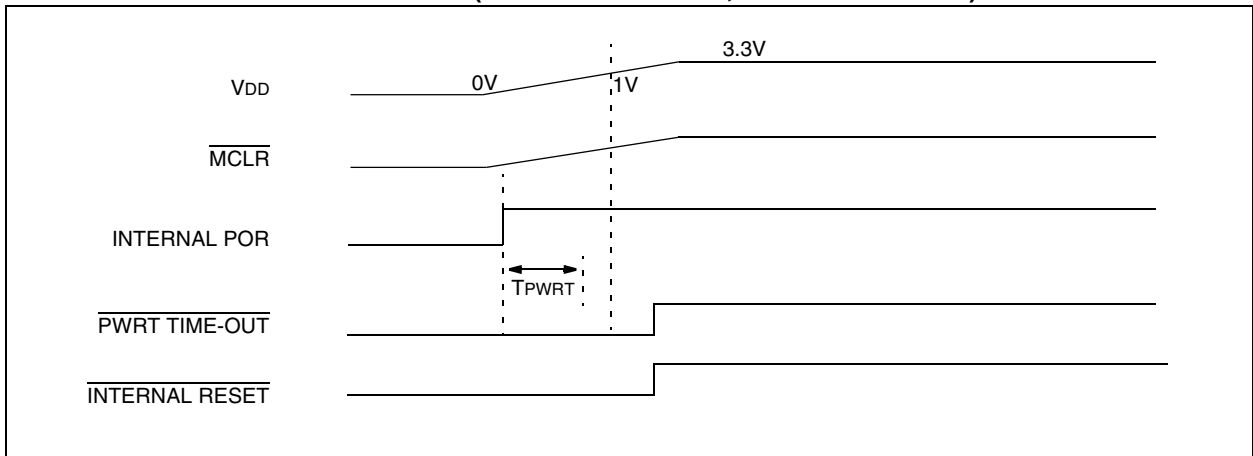 3.3V
VDD
0V
1V
MCLR
INTERNAL POR
TPWRT
PWRT TIME-OUT
INTERNAL RESET